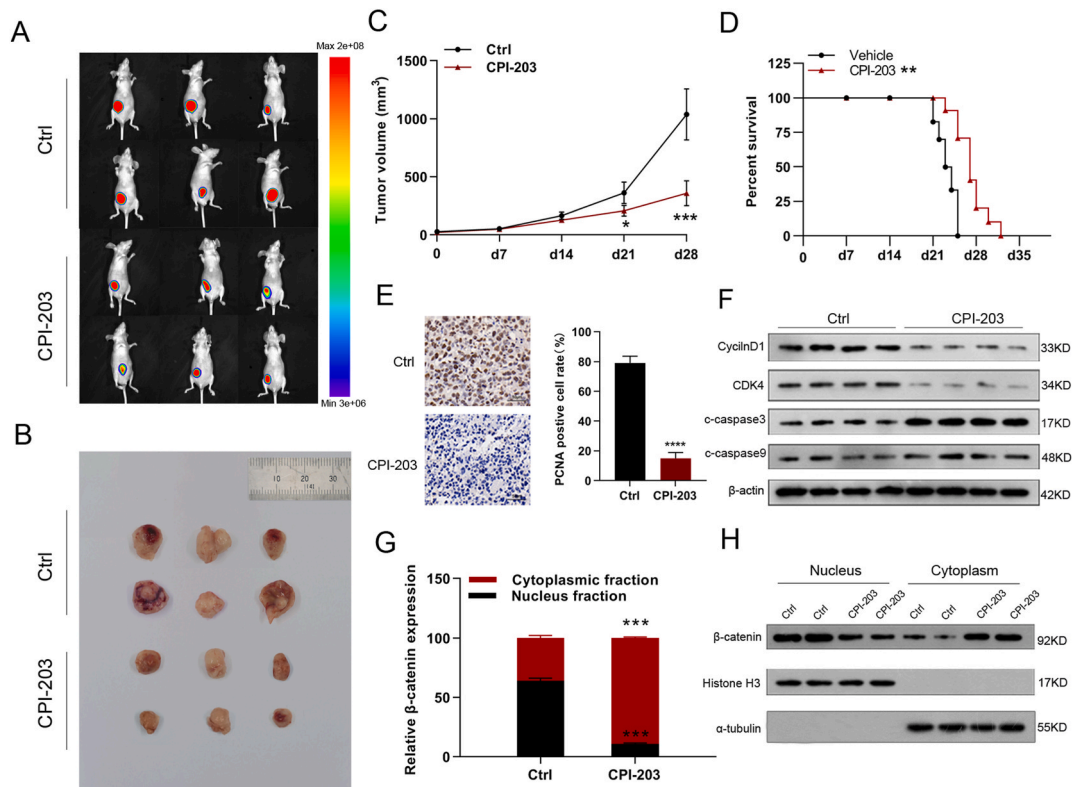 A
Max 2e+08
Ctrl
CPI-203
Min 3e+06
B
10 20 30
Ctrl
CPI-203
C
Ctrl
CPI-203
Tumor volume (mm³)
1500
1000
500
0
0 d7 d14 d21 d28
*
***
D
Vehicle
CPI-203 **
Percent survival
125
100
75
50
25
0
0 d7 d14 d21 d28 d35
E
Ctrl
CPI-203
PCNA postive cell rate(%)
100
80
60
40
20
0
****
Ctrl CPI-203
F
Ctrl CPI-203
CycilnD1 33KD
CDK4 34KD
c-caspase3 17KD
c-caspase9 48KD
β-actin 42KD
G
Cytoplasmic fraction
Nucleus fraction
Relative β-catenin expression
150
100
50
0
***
***
Ctrl CPI-203
H
Nucleus Cytoplasm
Ctrl Ctrl CPI-203 CPI-203 Ctrl Ctrl CPI-203 CPI-203
β-catenin 92KD
Histone H3 17KD
α-tubulin 55KD